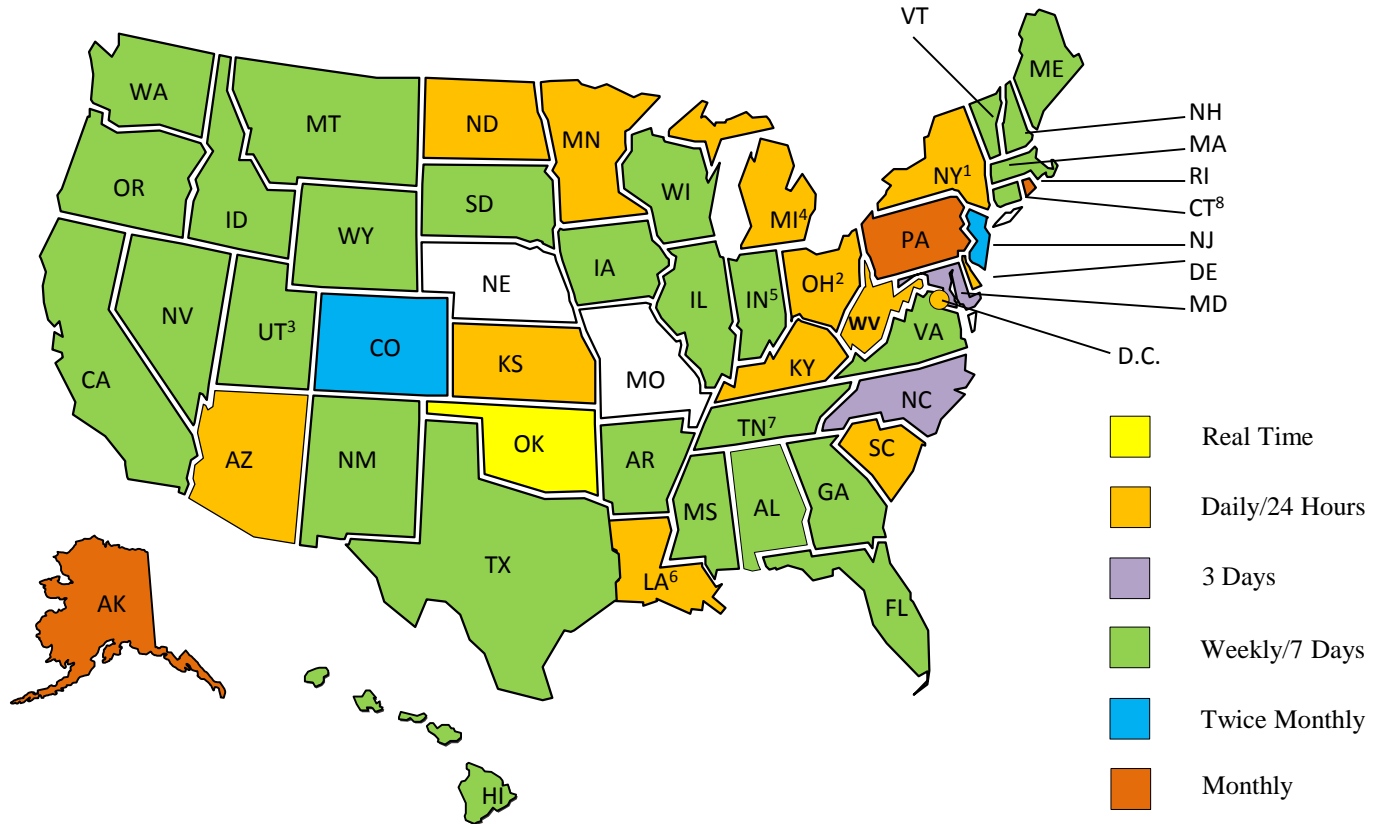 VT
ME
WA
MT
ND
MN
NH
MA
OR
ID
SD
WI
NY¹
RI
MI⁴
CT⁸
WY
PA
NJ
IA
DE
NE
OH²
IL
IN⁵
MD
NV
UT³
WV
VA
CO
D.C.
KS
MO
KY
CA
NC
TN⁷
OK
SC
AZ
NM
AR
GA
MS
AL
TX
LA⁶
FL
AK
HI
Real Time
Daily/24 Hours
3 Days
Weekly/7 Days
Twice Monthly
Monthly